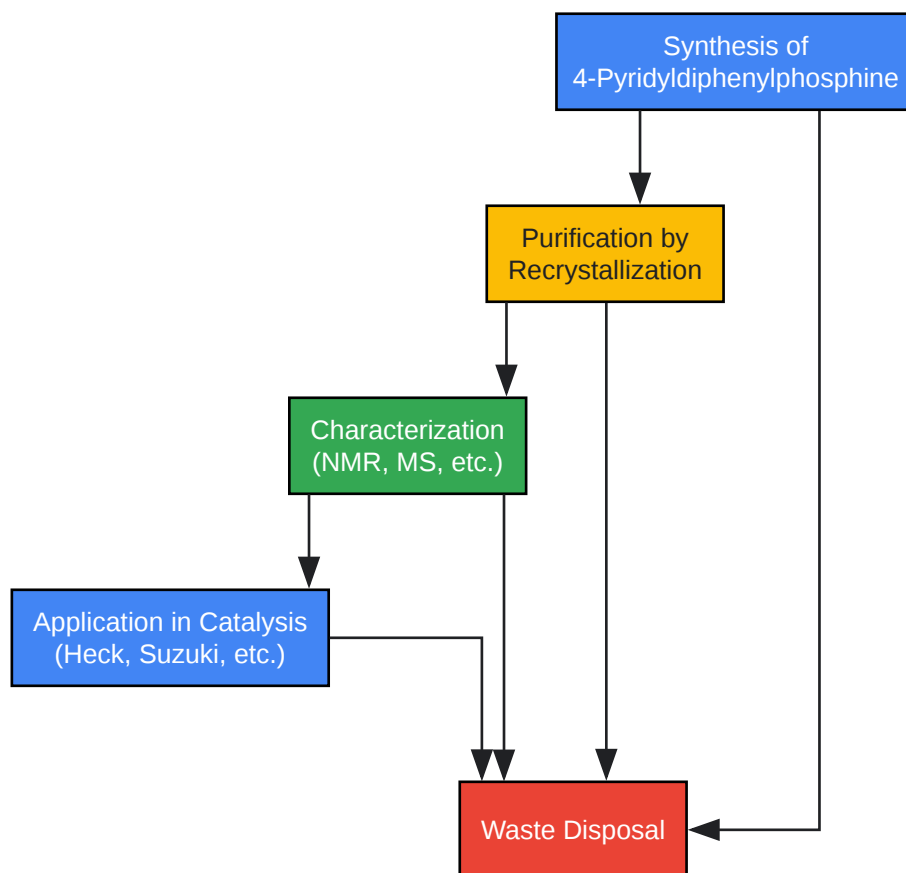 Synthesis of
4-Pyridyldiphenylphosphine
Purification by
Recrystallization
Characterization
(NMR, MS, etc.)
Application in Catalysis
(Heck, Suzuki, etc.)
Waste Disposal